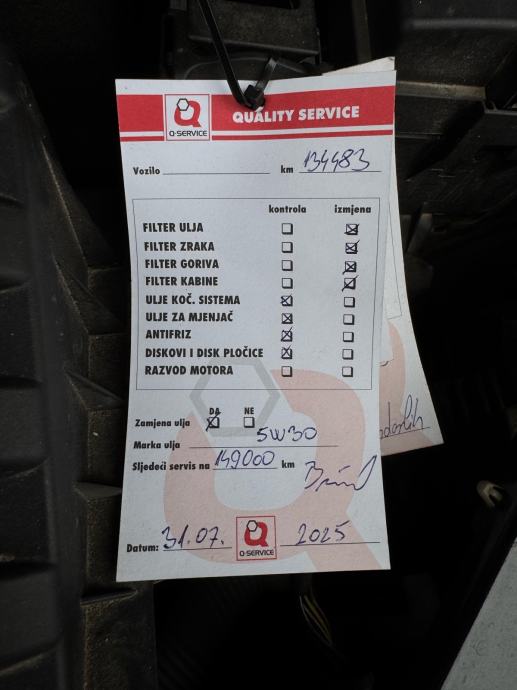 Q-SERVICE
QUALITY SERVICE
Vozilo km 134483
kontrola izmjena
FILTER ULJA
FILTER ZRAKA
FILTER GORIVA
FILTER KABINE
ULJE KOČ. SISTEMA
ULJE ZA MJENJAČ
ANTIFRIZ
DISKOVI I DISK PLOČICE
RAZVOD MOTORA
Zamjena ulja DA NE
Marka ulja 5W30
Sljedeći servis na 149000 km
Datum: 31.07. Q-SERVICE 2025